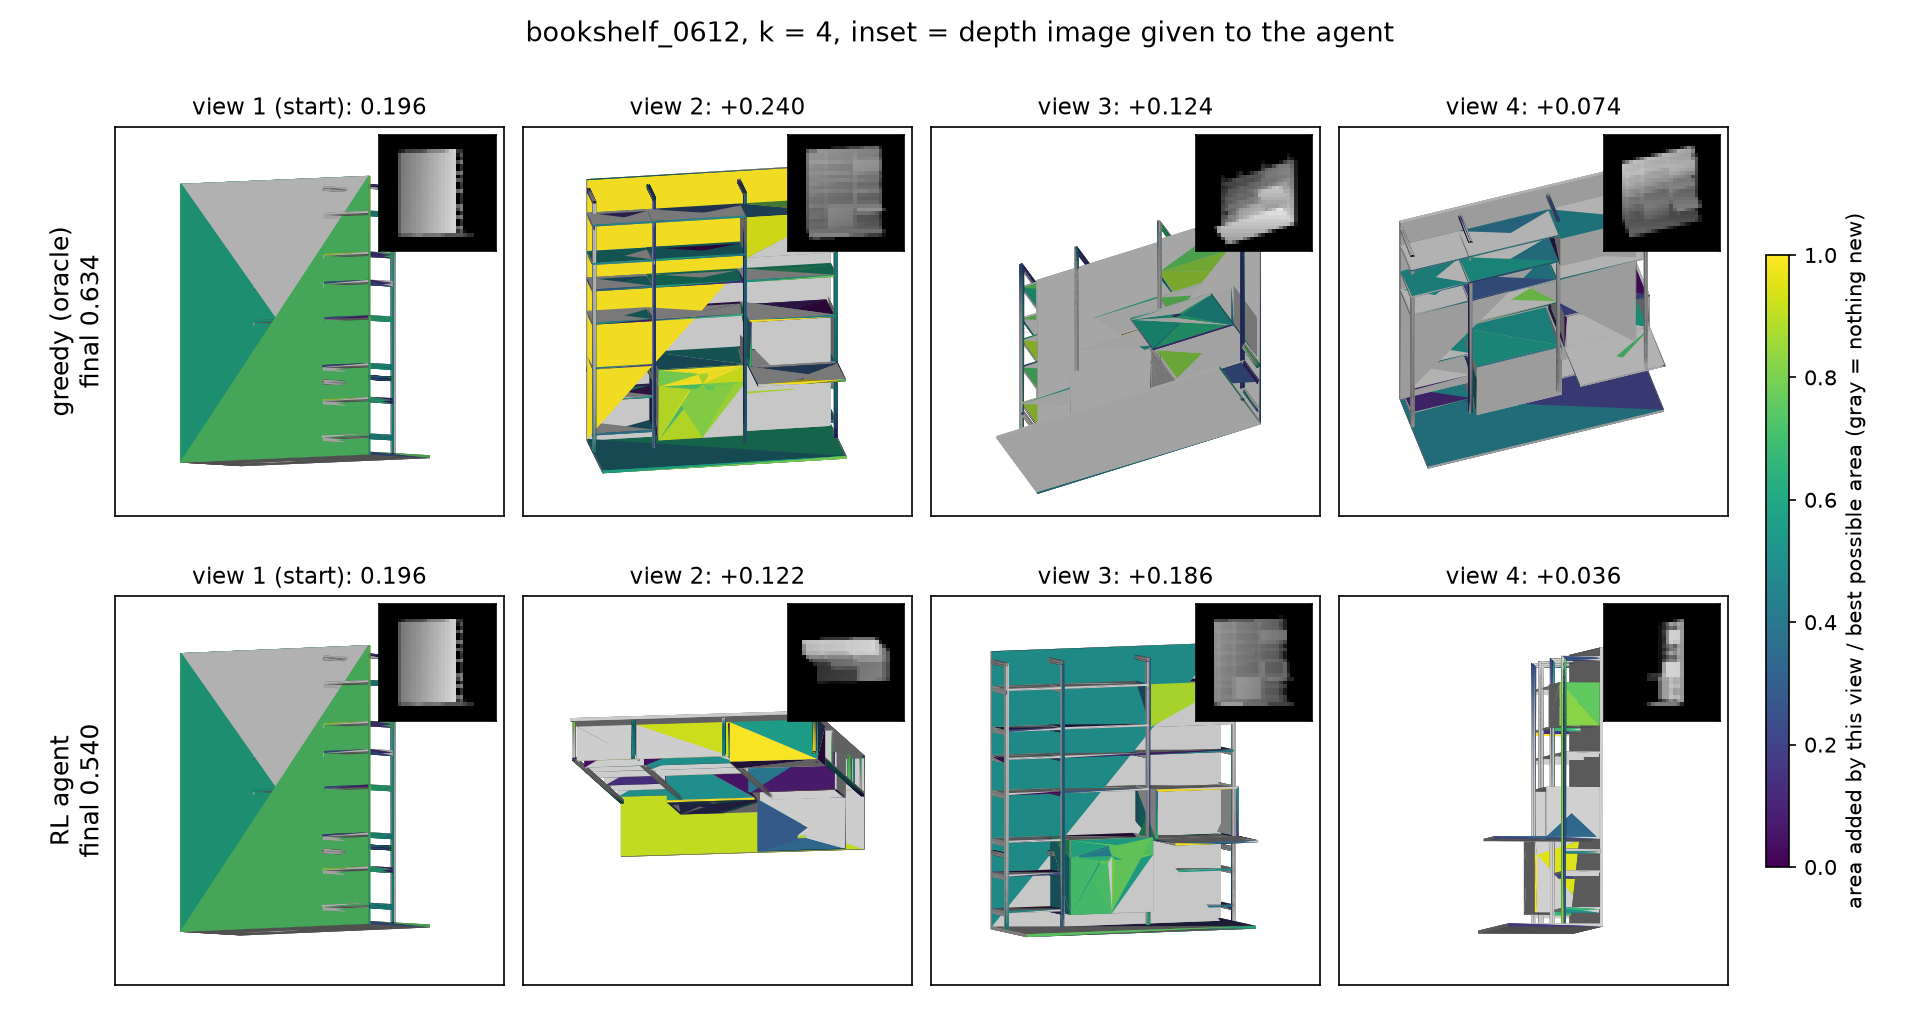 bookshelf_0612, k = 4, inset = depth image given to the agent
view 1 (start): 0.196
view 2: +0.240
view 3: +0.124
view 4: +0.074
greedy (oracle)
final 0.634
view 1 (start): 0.196
view 2: +0.122
view 3: +0.186
view 4: +0.036
RL agent
final 0.540
1.0
0.8
0.6
0.4
0.2
0.0
area added by this view / best possible area (gray = nothing new)